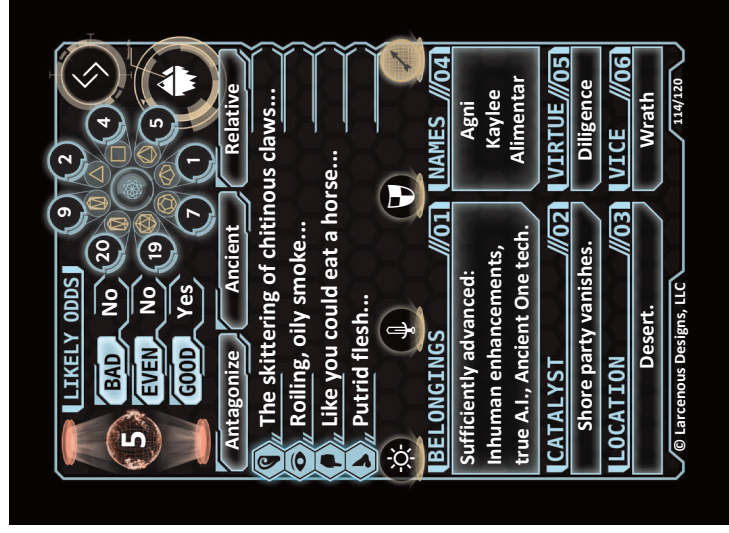 LIKELY ODDS
BAD No
EVEN No
GOOD Yes
5
2
4
5
1
7
19
20
9
Antagonize Ancient Relative
The skittering of chitinous claws...
Roiling, oily smoke...
Like you could eat a horse...
Putrid flesh...
BELONGINGS //01
Sufficiently advanced:
Inhuman enhancements,
true A.I., Ancient One tech.
NAMES //04
Agni
Kaylee
Alimentar
CATALYST //02
Shore party vanishes.
VIRTUE //05
Diligence
LOCATION //03
Desert.
VICE //06
Wrath
© Larcenous Designs, LLC
114/120